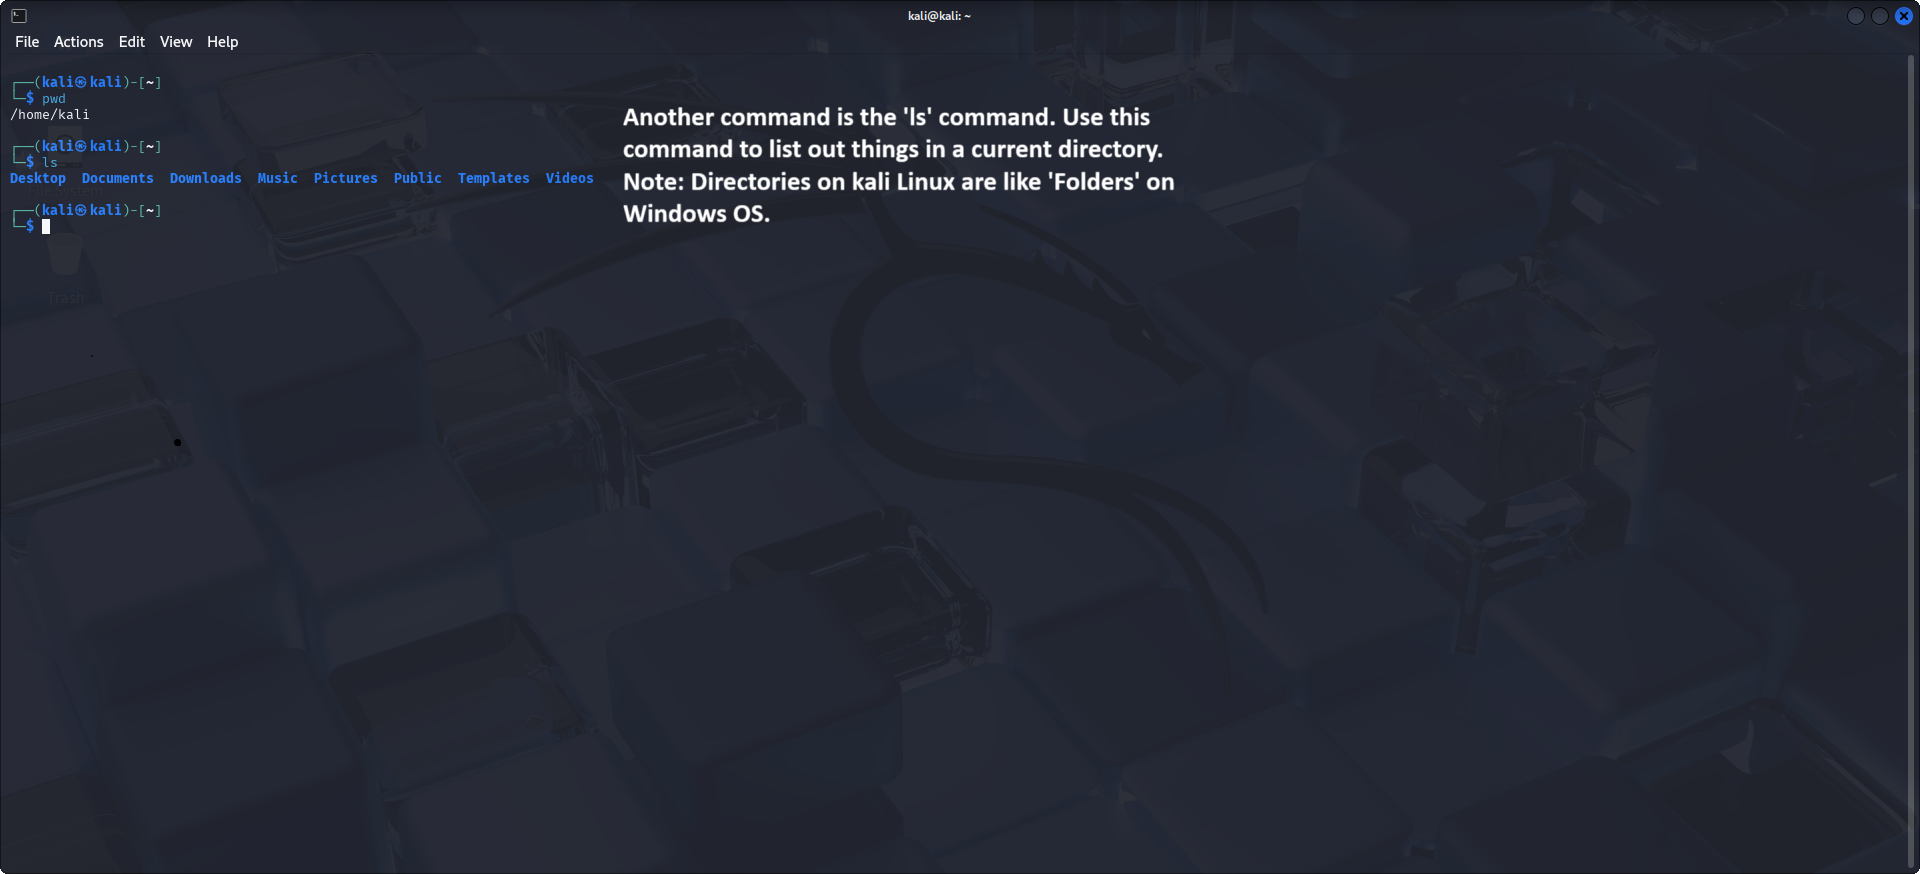 kali@kali: ~
File Actions Edit View Help
┌──(kali㉿kali)-[~]
└─$ pwd
/home/kali
┌──(kali㉿kali)-[~]
└─$ ls
Desktop Documents Downloads Music Pictures Public Templates Videos
┌──(kali㉿kali)-[~]
└─$
Another command is the 'ls' command. Use this
command to list out things in a current directory.
Note: Directories on kali Linux are like 'Folders' on
Windows OS.
Trash